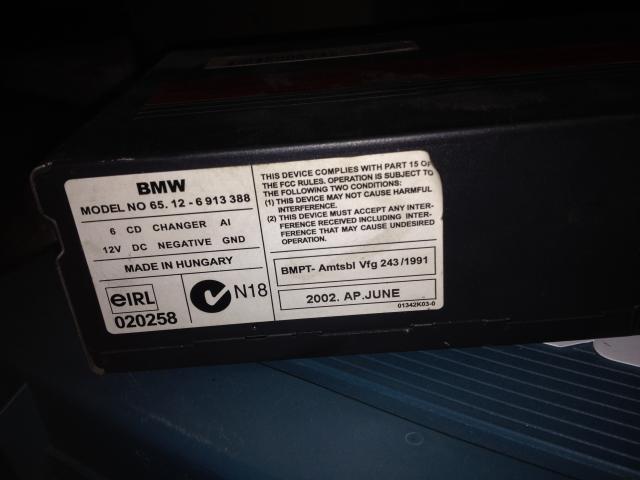 BMW
MODEL NO 65. 12 - 6 913 388
6 CD CHANGER AI
12V DC NEGATIVE GND
MADE IN HUNGARY
eIRL
020258
N18
THIS DEVICE COMPLIES WITH PART 15 OF
THE FCC RULES. OPERATION IS SUBJECT TO
THE FOLLOWING TWO CONDITIONS:
(1) THIS DEVICE MAY NOT CAUSE HARMFUL
INTERFERENCE.
(2) THIS DEVICE MUST ACCEPT ANY INTER-
FERENCE RECEIVED INCLUDING INTER-
FERENCE THAT MAY CAUSE UNDESIRED
OPERATION.
BMPT- Amtsbl Vfg 243/1991
2002. AP.JUNE
01342K03-0